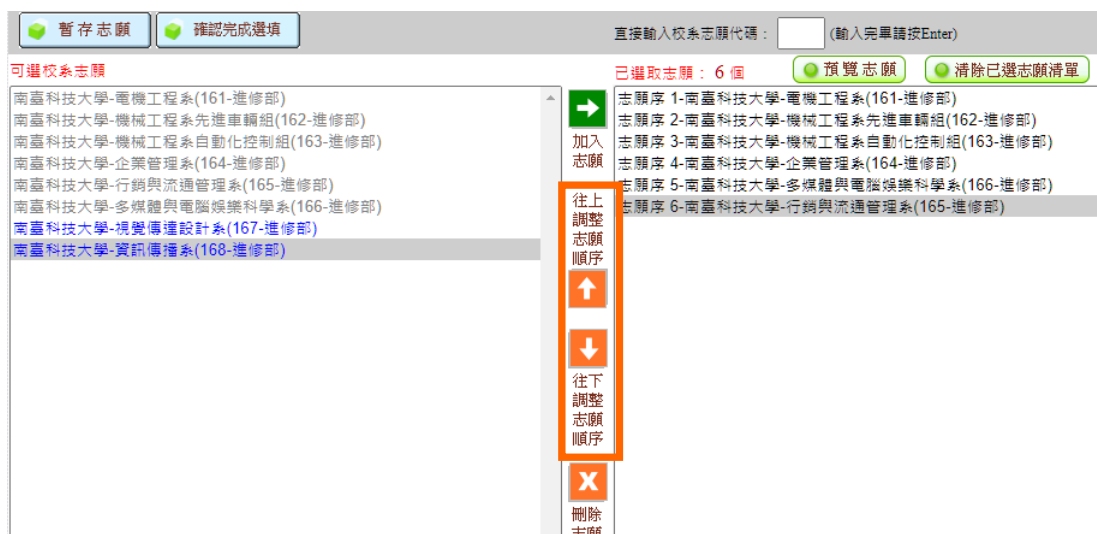 暫存志願
確認完成選填
直接輸入校系志願代碼：
(輸入完畢請按Enter)
可選校系志願
已選取志願：6 個
預覽志願
清除已選志願清單
南臺科技大學-電機工程系(161-進修部)
南臺科技大學-機械工程系先進車輛組(162-進修部)
南臺科技大學-機械工程系自動化控制組(163-進修部)
南臺科技大學-企業管理系(164-進修部)
南臺科技大學-行銷與流通管理系(165-進修部)
南臺科技大學-多媒體與電腦娛樂科學系(166-進修部)
南臺科技大學-視覺傳達設計系(167-進修部)
南臺科技大學-資訊傳播系(168-進修部)
加入
志願
往上
調整
志願
順序
往下
調整
志願
順序
X
刪除
志願
志願序 1-南臺科技大學-電機工程系(161-進修部)
志願序 2-南臺科技大學-機械工程系先進車輛組(162-進修部)
志願序 3-南臺科技大學-機械工程系自動化控制組(163-進修部)
志願序 4-南臺科技大學-企業管理系(164-進修部)
志願序 5-南臺科技大學-多媒體與電腦娛樂科學系(166-進修部)
志願序 6-南臺科技大學-行銷與流通管理系(165-進修部)